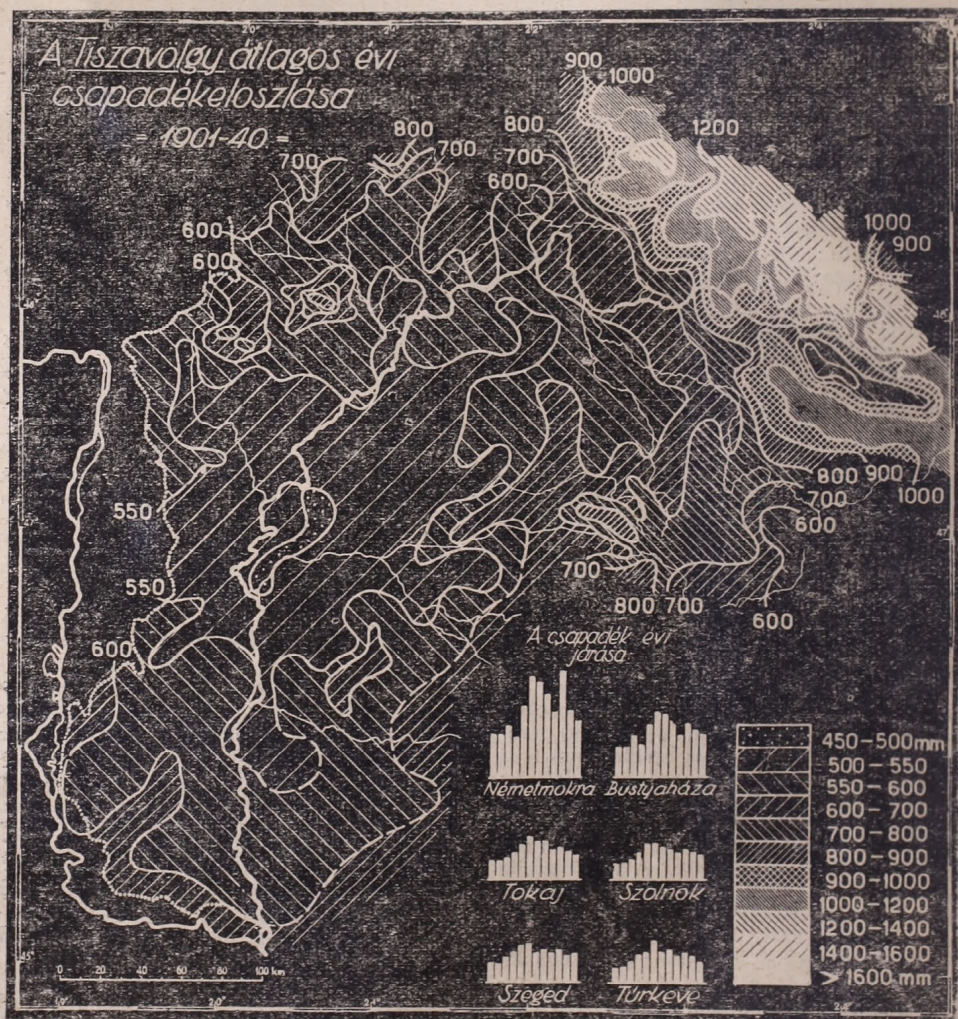 A Tiszavölgy átlagos évi
csapadékeloszlása
= 1901-40 =
900
1000
1200
800
700
600
800
700
700
600
600
1000
900
550
550
600
800 900 1000
700
600
700
800 700
600
A csapadék évi
járása
Németmokra Bustyaháza
Tokaj Szolnok
Szeged Túrkeve
450-500mm
500-550
550-600
600-700
700-800
800-900
900-1000
1000-1200
1200-1400
1400-1600
> 1600 mm
0 20 40 60 80 100 km